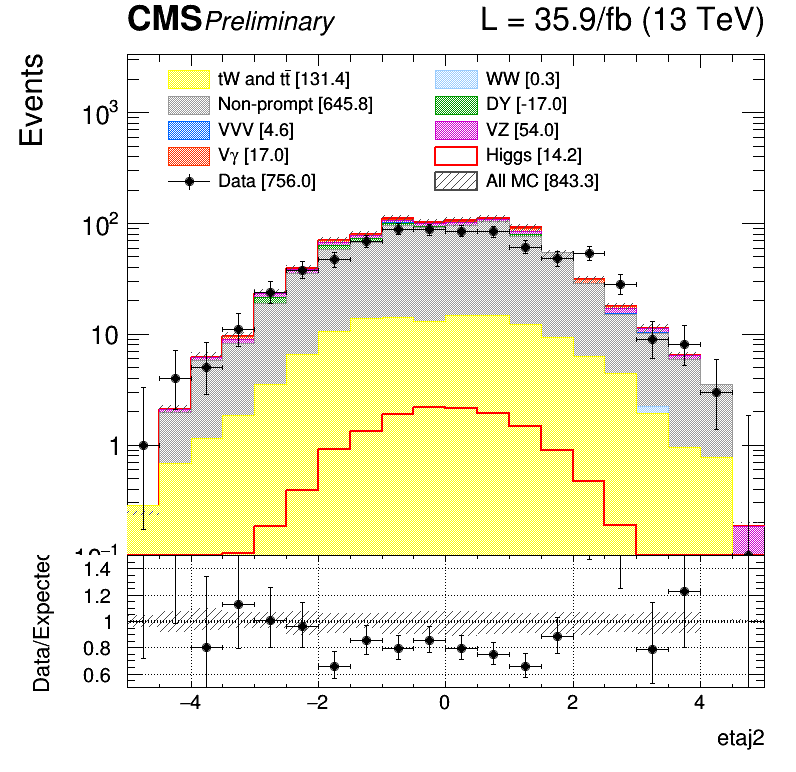 CMS Preliminary L = 35.9/fb (13 TeV)
Events
tW and tt̄ [131.4] WW [0.3]
Non-prompt [645.8] DY [-17.0]
VVV [4.6] VZ [54.0]
Vγ [17.0] Higgs [14.2]
Data [756.0] All MC [843.3]
10³
10²
10
1
10⁻¹
Data/Expected
1.4
1.2
1
0.8
0.6
−4 −2 0 2 4
etaj2